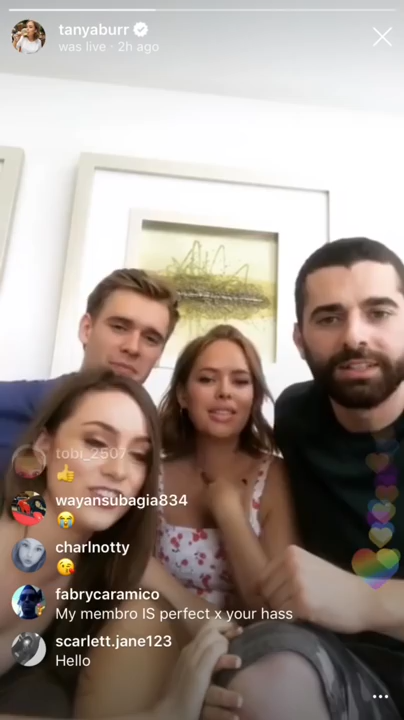 tanyaburr
was live · 2h ago
tobi_2507
wayansubagia834
charlnotty
fabrycaramico
My membro IS perfect x your hass
scarlett.jane123
Hello